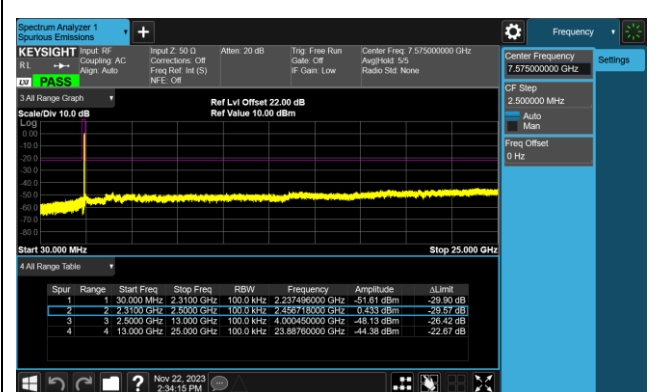 Spectrum Analyzer 1
Spurious Emissions
+
Frequency
KEYSIGHT
RL
LXI
PASS
Input: RF
Coupling: AC
Align: Auto
Input Z: 50 Ω
Corrections: Off
Freq Ref: Int (S)
NFE: Off
Atten: 20 dB
Trig: Free Run
Gate: Off
IF Gain: Low
Center Freq: 7.575000000 GHz
Avg|Hold: 5/5
Radio Std: None
Center Frequency
7.575000000 GHz
Settings
CF Step
2.500000 MHz
Auto
Man
Freq Offset
0 Hz
3 All Range Graph
Scale/Div 10.0 dB
Ref Lvl Offset 22.00 dB
Ref Value 10.00 dBm
Log
0.00
-10.0
-20.0
-30.0
-40.0
-50.0
-60.0
-70.0
-80.0
Start 30.000 MHz
Stop 25.000 GHz
4 All Range Table
Spur Range Start Freq Stop Freq RBW Frequency Amplitude ΔLimit
1 1 30.000 MHz 2.3100 GHz 100.0 kHz 2.237496000 GHz -51.61 dBm -29.90 dB
2 2 2.3100 GHz 2.5000 GHz 100.0 kHz 2.456718000 GHz 0.433 dBm -29.57 dB
3 3 2.5000 GHz 13.000 GHz 100.0 kHz 4.000450000 GHz -48.13 dBm -26.42 dB
4 4 13.000 GHz 25.000 GHz 100.0 kHz 23.88760000 GHz -44.38 dBm -22.67 dB
?
Nov 22, 2023
2:34:15 PM